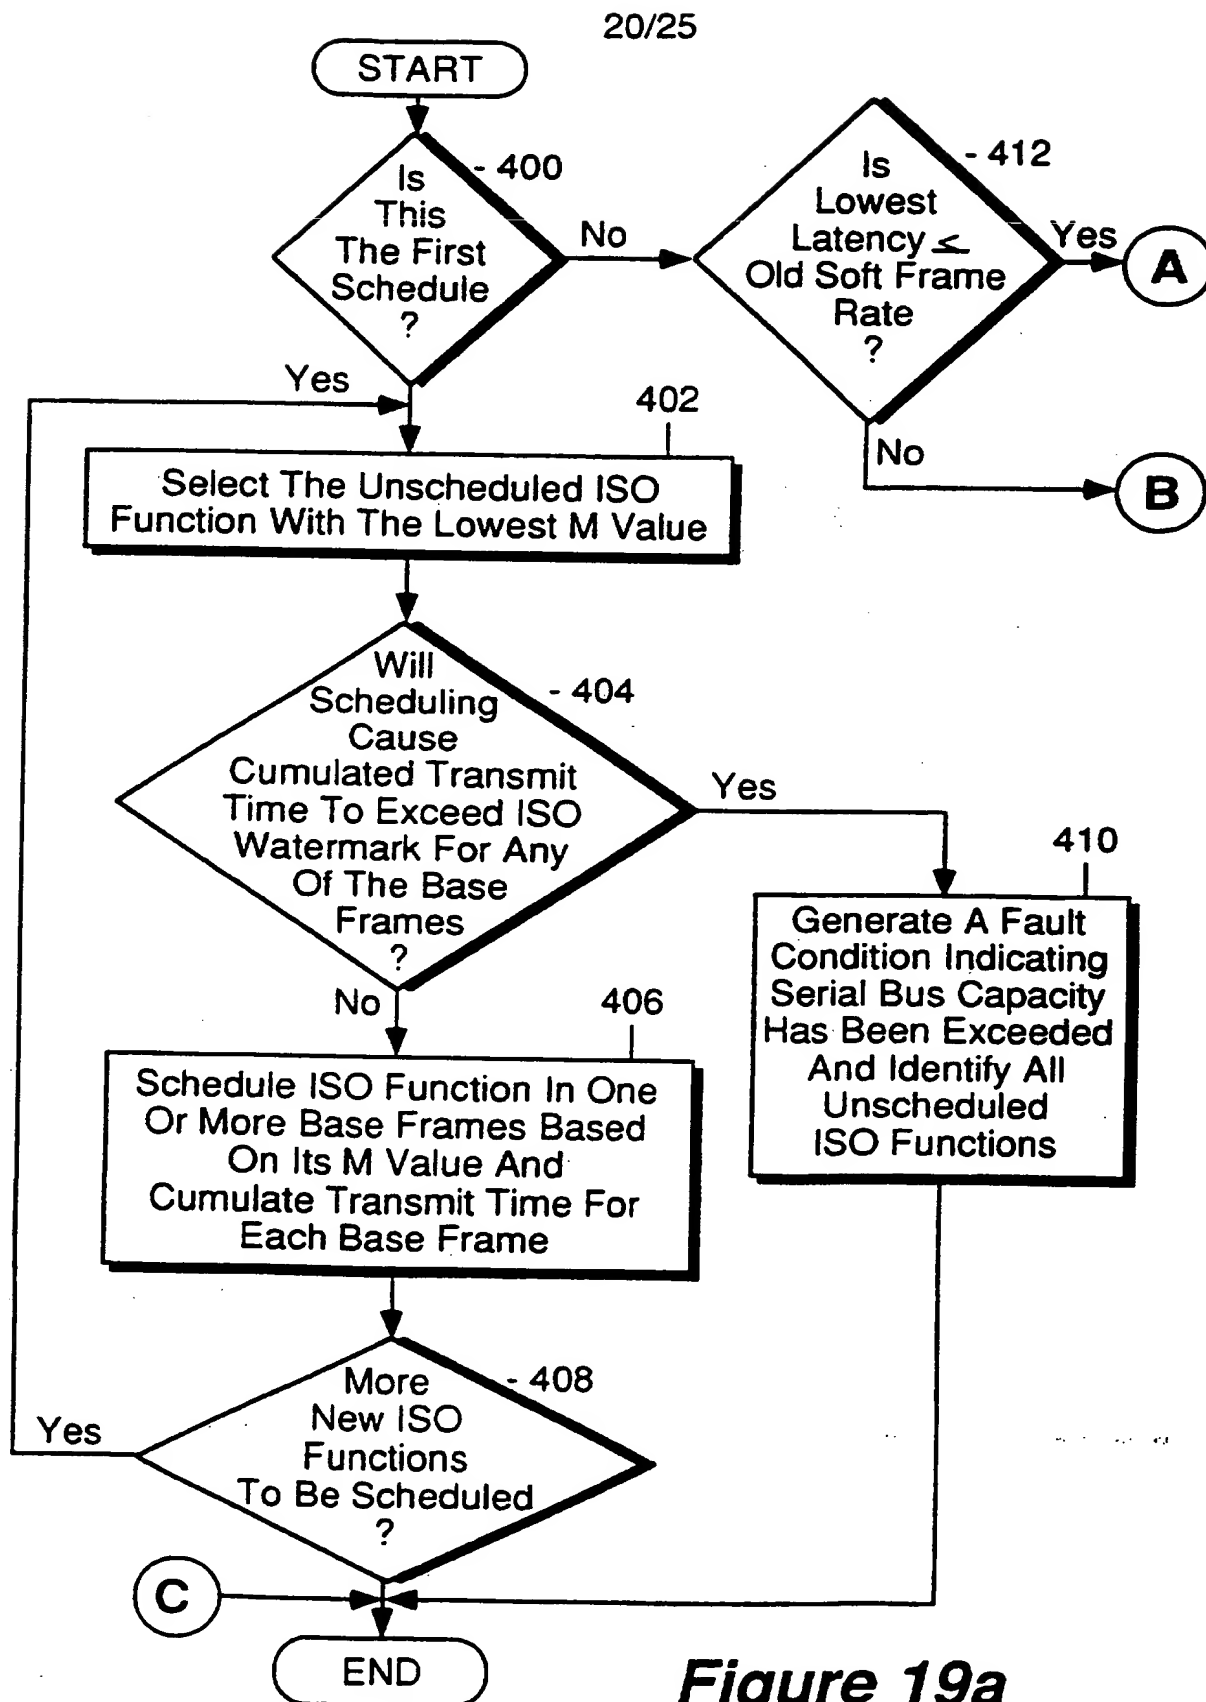 20/25
START
- 400
Is
This
The First
Schedule
?
No
Yes
- 412
Is
Lowest
Latency ≤
Old Soft Frame
Rate
?
Yes
A
No
B
402
Select The Unscheduled ISO
Function With The Lowest M Value
- 404
Will
Scheduling
Cause
Cumulated Transmit
Time To Exceed ISO
Watermark For Any
Of The Base
Frames
?
Yes
No
410
Generate A Fault
Condition Indicating
Serial Bus Capacity
Has Been Exceeded
And Identify All
Unscheduled
ISO Functions
406
Schedule ISO Function In One
Or More Base Frames Based
On Its M Value And
Cumulate Transmit Time For
Each Base Frame
- 408
More
New ISO
Functions
To Be Scheduled
?
Yes
C
END
Figure 19a